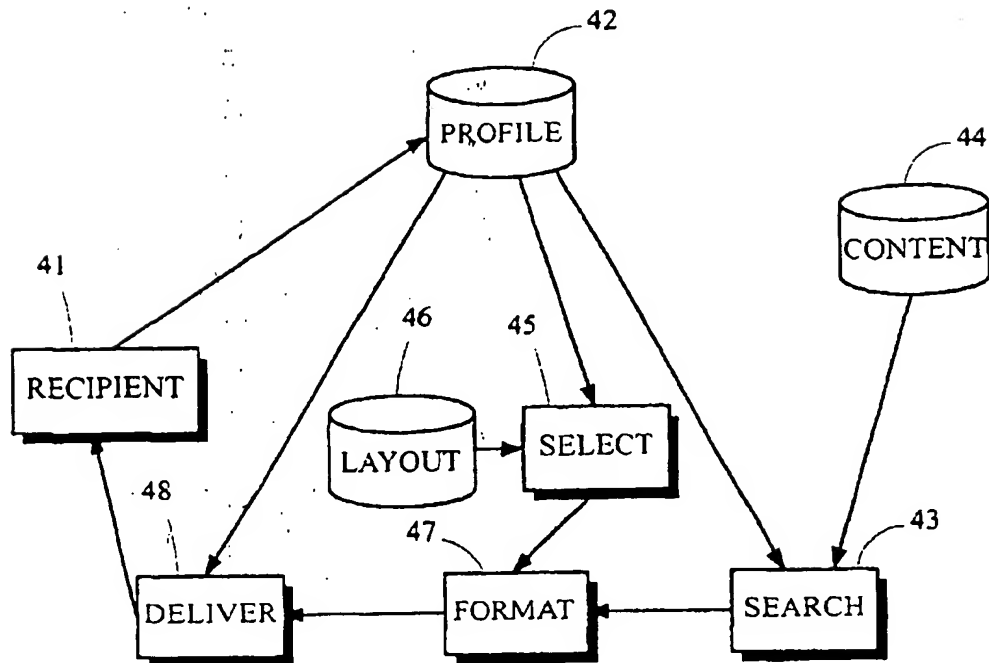 42
PROFILE
44
CONTENT
41
RECIPIENT
46
45
LAYOUT
SELECT
48
47
43
DELIVER
FORMAT
SEARCH